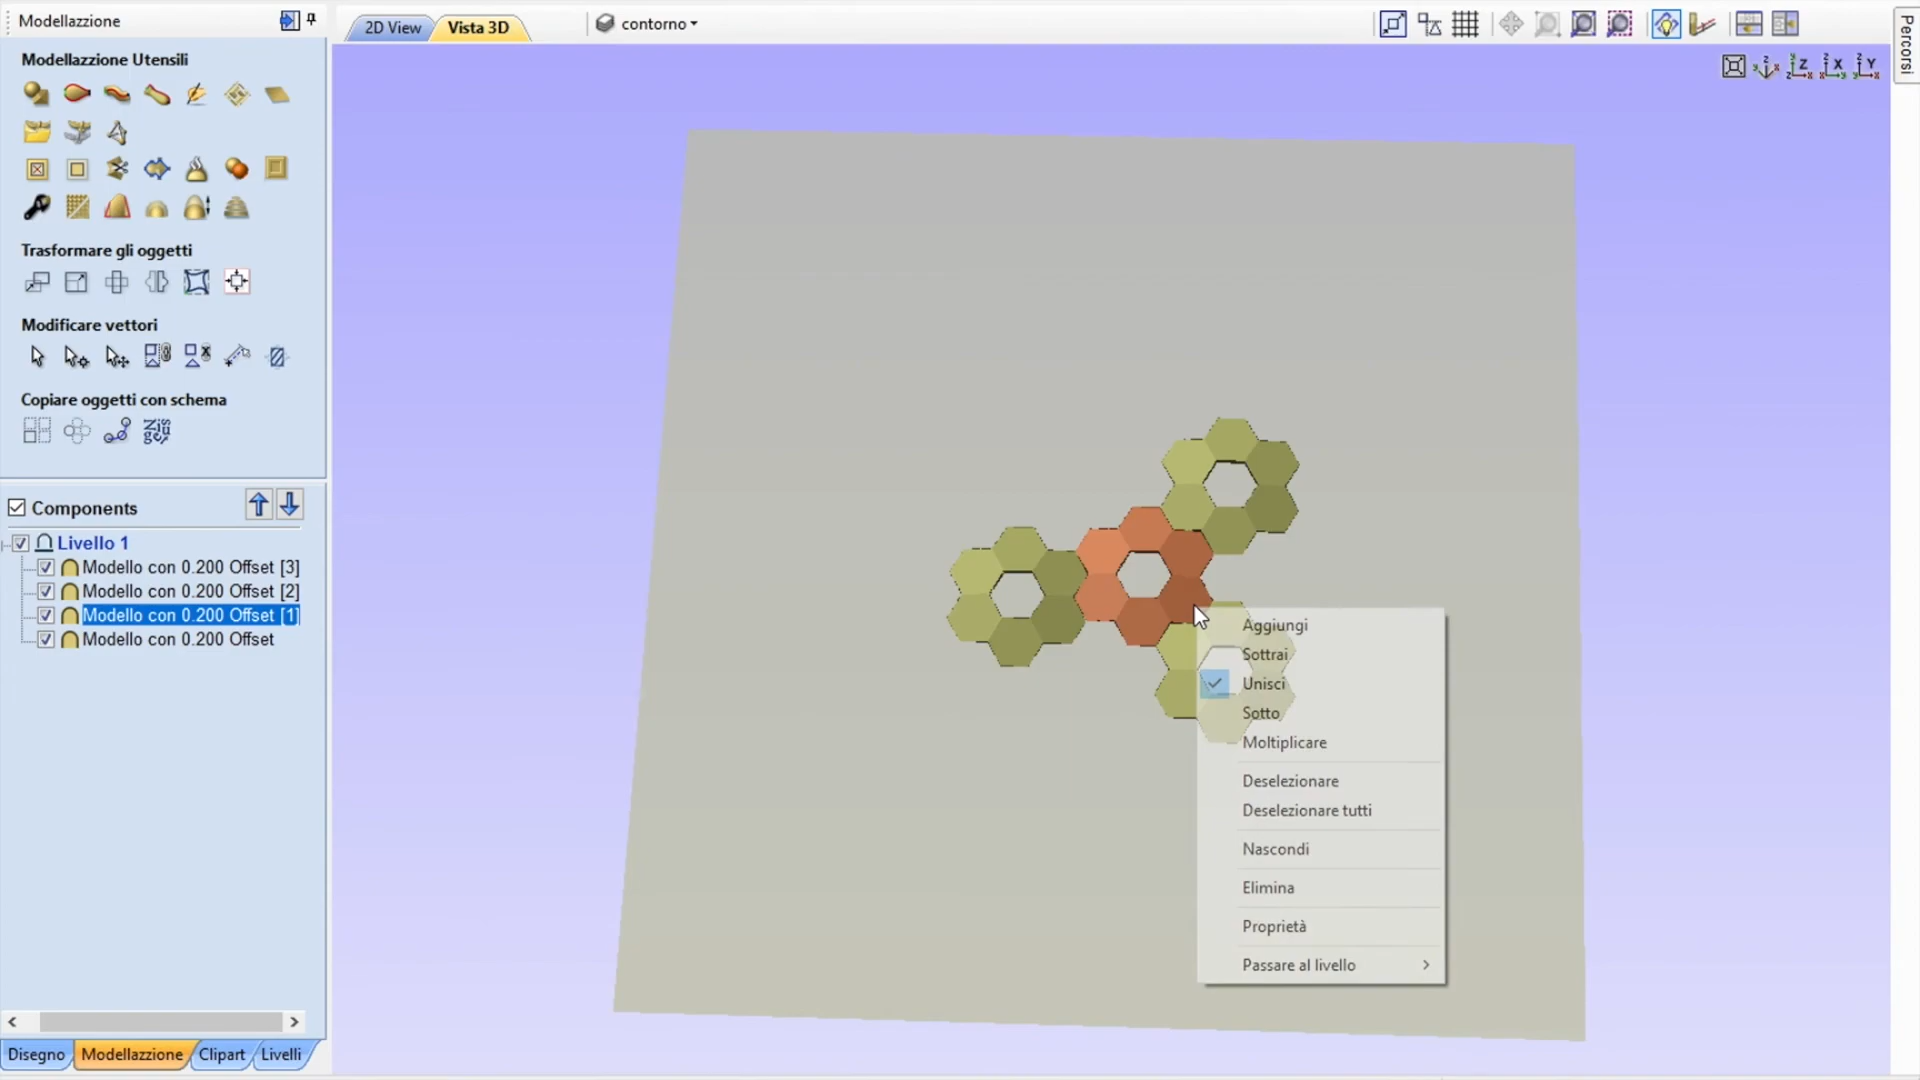 Modellazzione
2D View
Vista 3D
contorno
Percorsi
Modellazzione Utensili
Trasformare gli oggetti
Modificare vettori
Copiare oggetti con schema
Components
Livello 1
Modello con 0.200 Offset [3]
Modello con 0.200 Offset [2]
Modello con 0.200 Offset [1]
Modello con 0.200 Offset
Aggiungi
Sottrai
Unisci
Sotto
Moltiplicare
Deselezionare
Deselezionare tutti
Nascondi
Elimina
Proprietà
Passare al livello
Disegno
Modellazzione
Clipart
Livelli